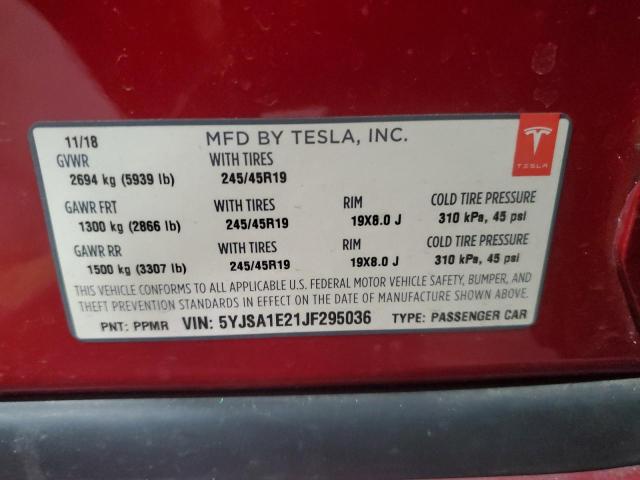 11/18 MFD BY TESLA, INC.
GVWR WITH TIRES
2694 kg (5939 lb) 245/45R19
TESLA
GAWR FRT WITH TIRES RIM COLD TIRE PRESSURE
1300 kg (2866 lb) 245/45R19 19X8.0 J 310 kPa, 45 psi
GAWR RR WITH TIRES RIM COLD TIRE PRESSURE
1500 kg (3307 lb) 245/45R19 19X8.0 J 310 kPa, 45 psi
THIS VEHICLE CONFORMS TO ALL APPLICABLE U.S. FEDERAL MOTOR VEHICLE SAFETY, BUMPER, AND
THEFT PREVENTION STANDARDS IN EFFECT ON THE DATE OF MANUFACTURE SHOWN ABOVE.
PNT: PPMR VIN: 5YJSA1E21JF295036 TYPE: PASSENGER CAR